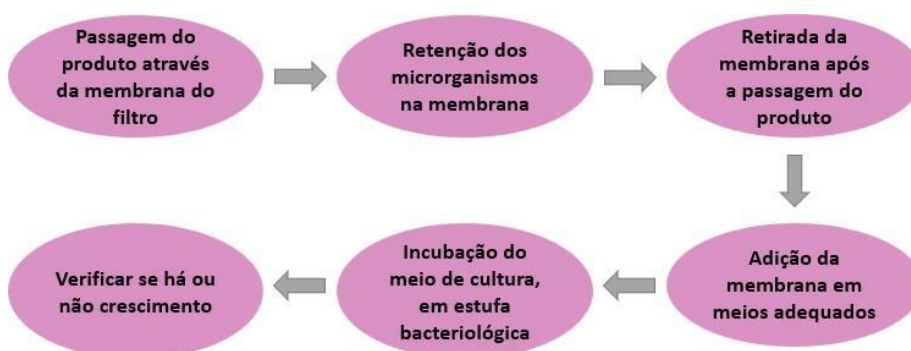 Passagem do
produto através
da membrana do
filtro
Retenção dos
microrganismos
na membrana
Retirada da
membrana após
a passagem do
produto
Adição da
membrana em
meios adequados
Incubação do
meio de cultura,
em estufa
bacteriológica
Verificar se há ou
não crescimento